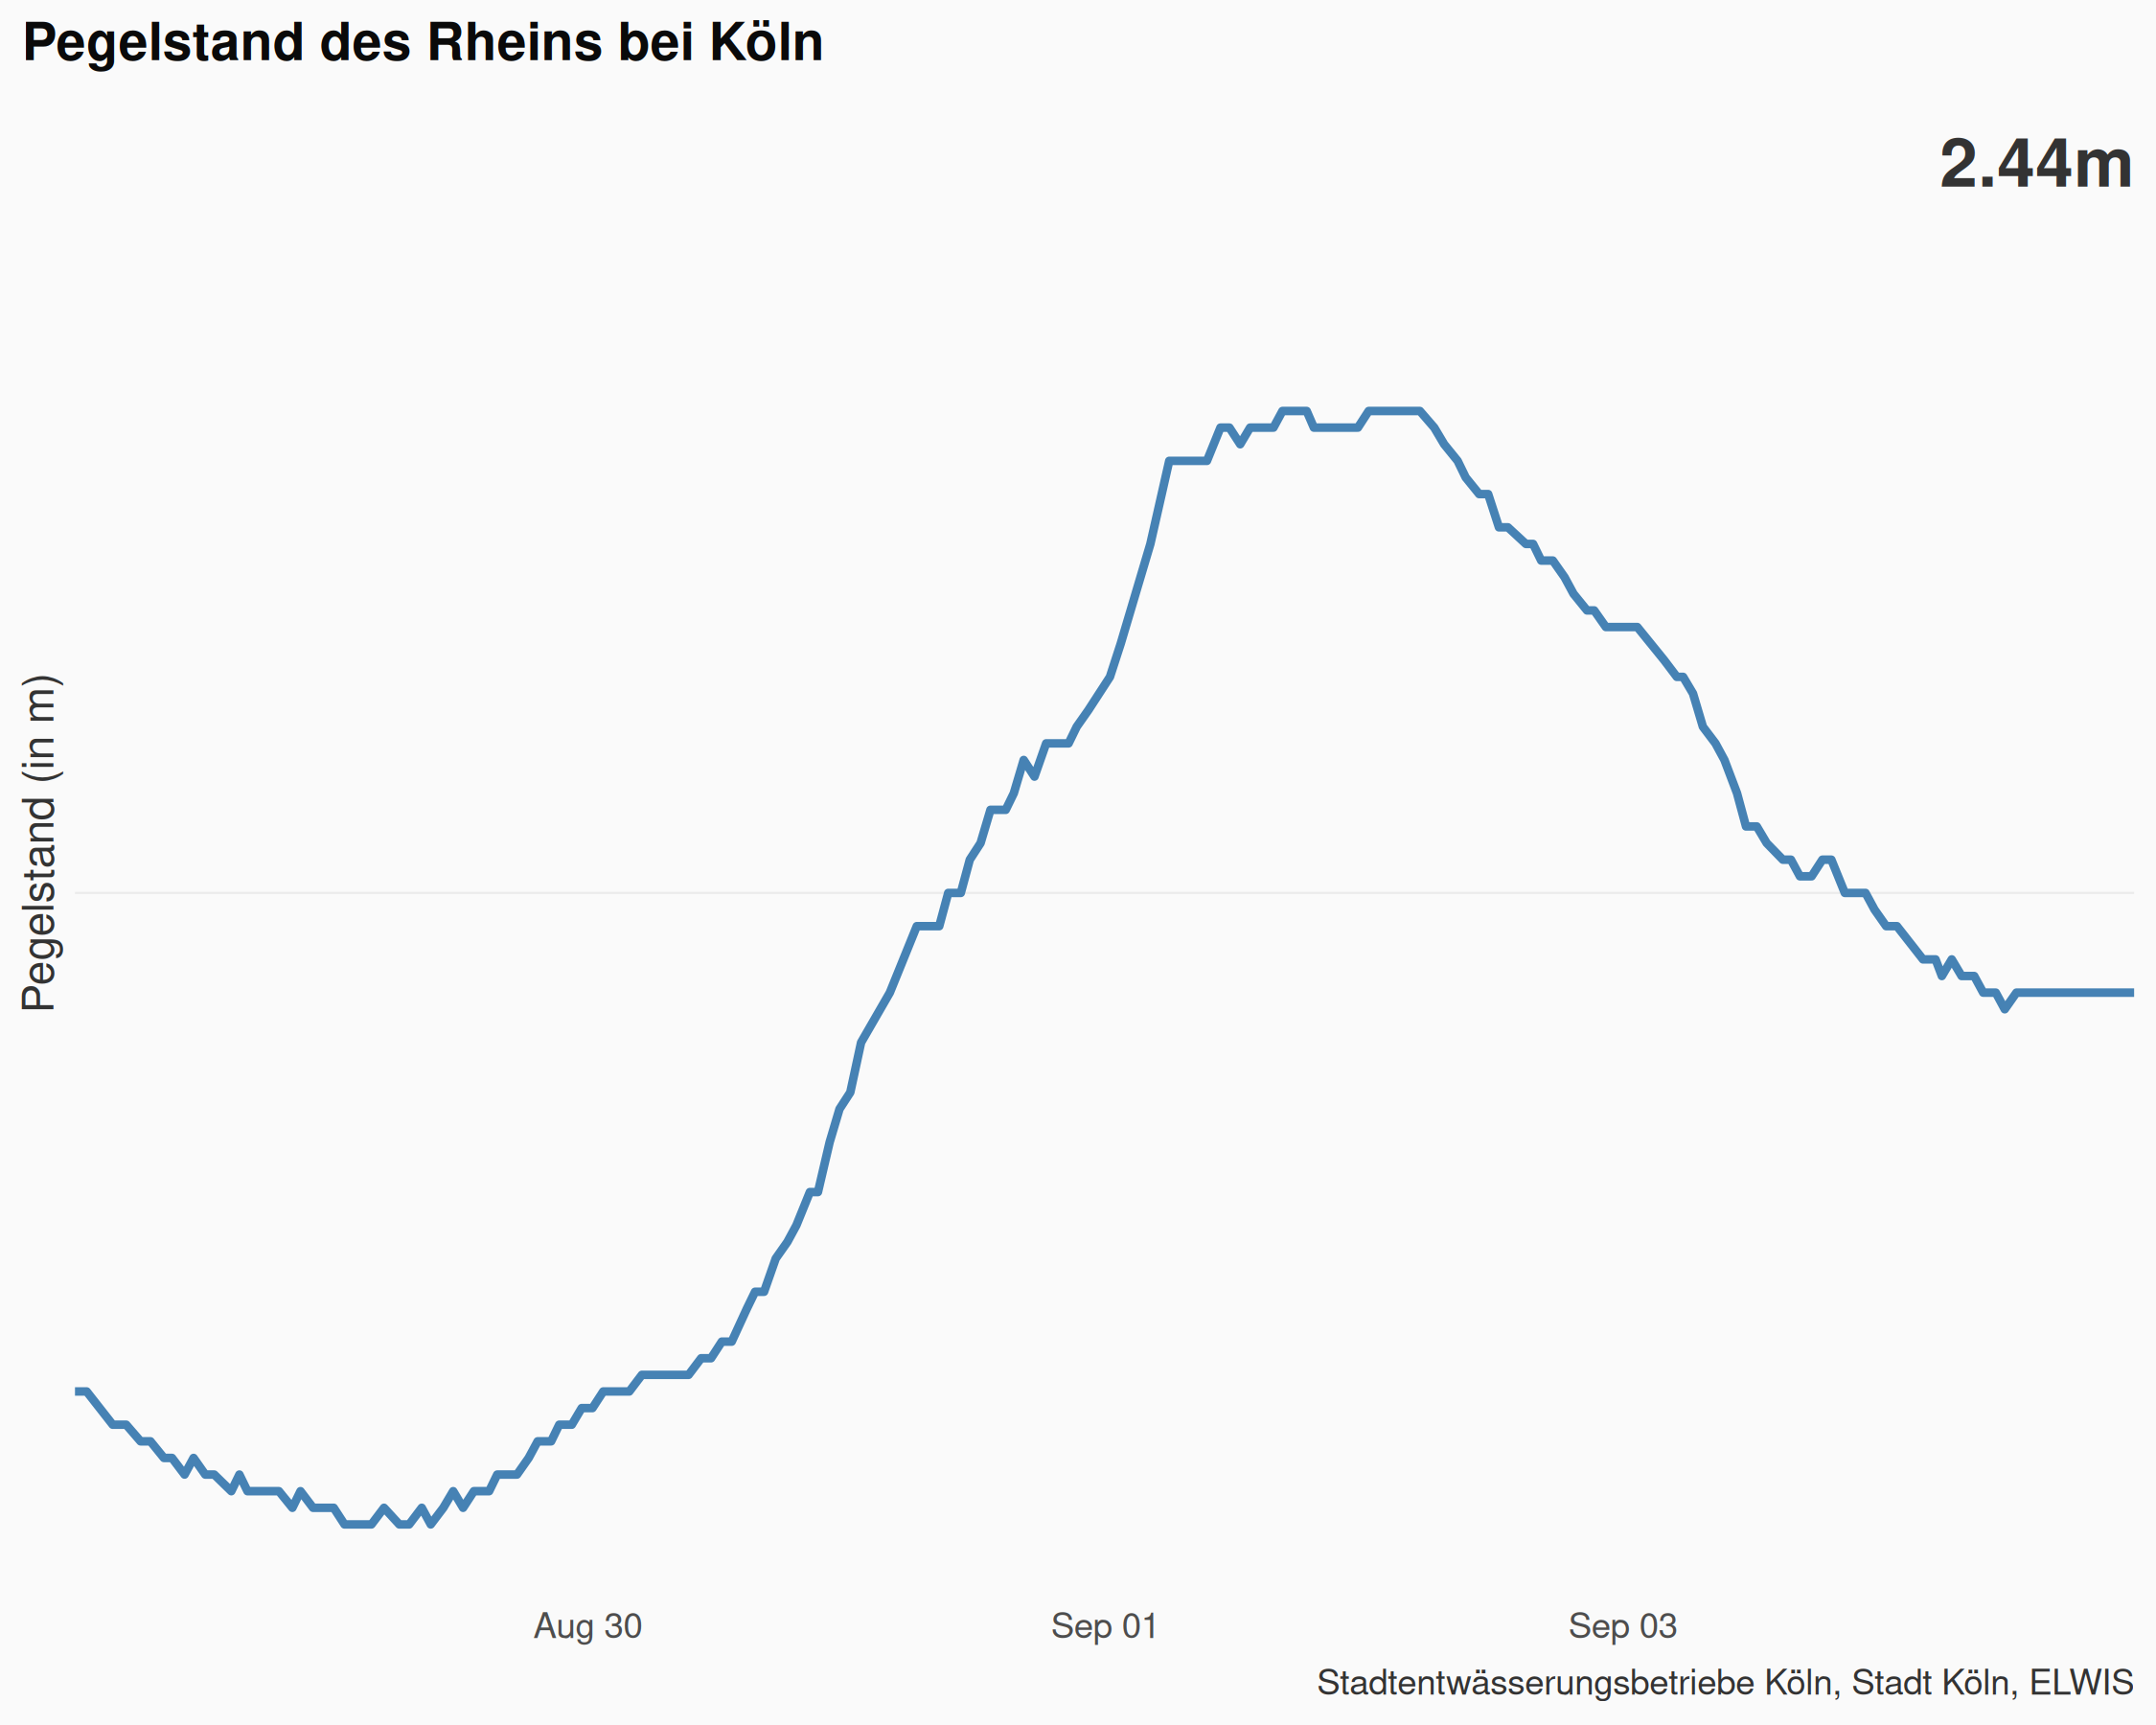 Pegelstand des Rheins bei Köln
2.44m
Pegelstand (in m)
Aug 30
Sep 01
Sep 03
Stadtentwässerungsbetriebe Köln, Stadt Köln, ELWIS